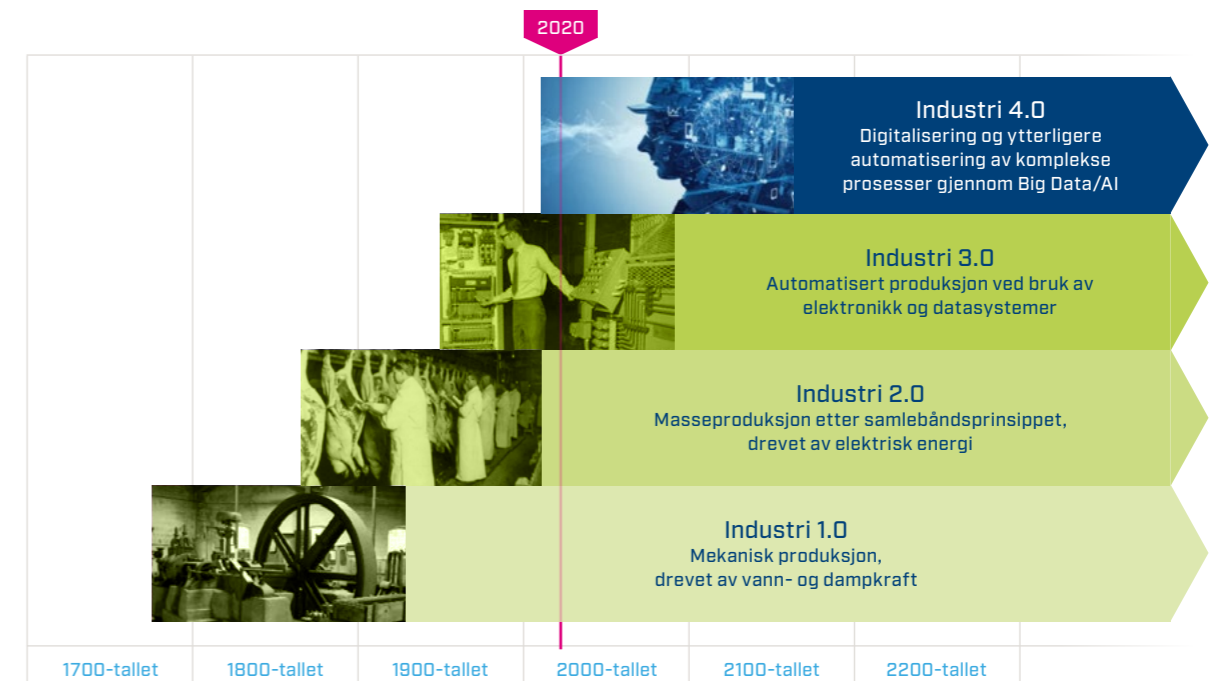 2020
Industri 4.0
Digitalisering og ytterligere
automatisering av komplekse
prosesser gjennom Big Data/AI
Industri 3.0
Automatisert produksjon ved bruk av
elektronikk og datasystemer
Industri 2.0
Masseproduksjon etter samlebåndsprinsippet,
drevet av elektrisk energi
Industri 1.0
Mekanisk produksjon,
drevet av vann- og dampkraft
1700-tallet 1800-tallet 1900-tallet 2000-tallet 2100-tallet 2200-tallet